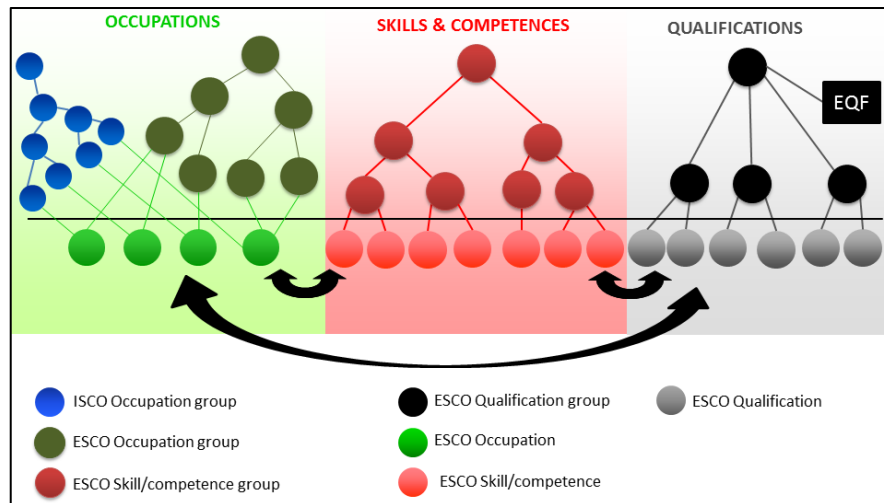 OCCUPATIONS
SKILLS & COMPETENCES
QUALIFICATIONS
EQF
ISCO Occupation group
ESCO Qualification group
ESCO Qualification
ESCO Occupation group
ESCO Occupation
ESCO Skill/competence group
ESCO Skill/competence